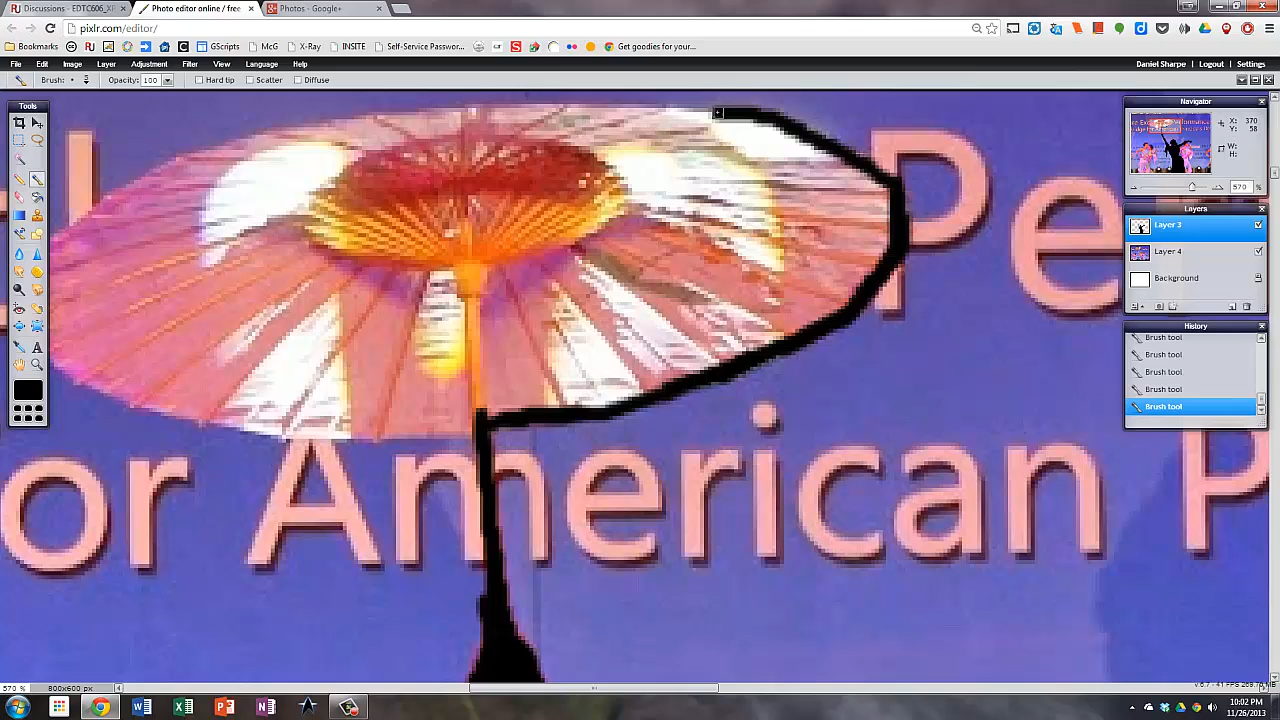 Discussions - EDTC606_XP
Photo editor online / free
Photos - Google+
pixlr.com/editor/
Bookmarks
GScripts
McG
X-Ray
INSITE
Self-Service Passwor...
Get goodies for your...
File Edit Image Layer Adjustment Filter View Language Help
Daniel Sharpe | Logout | Settings
Brush: Opacity: 100 Hard tip Scatter Diffuse
Tools
Navigator
X: 370
Y: 58
W:
H:
570 %
Layers
Layer 3
Layer 4
Background
History
Brush tool
Brush tool
Brush tool
Brush tool
Brush tool
Pe
or American P
570 % 800x600 px
10:02 PM
11/26/2013